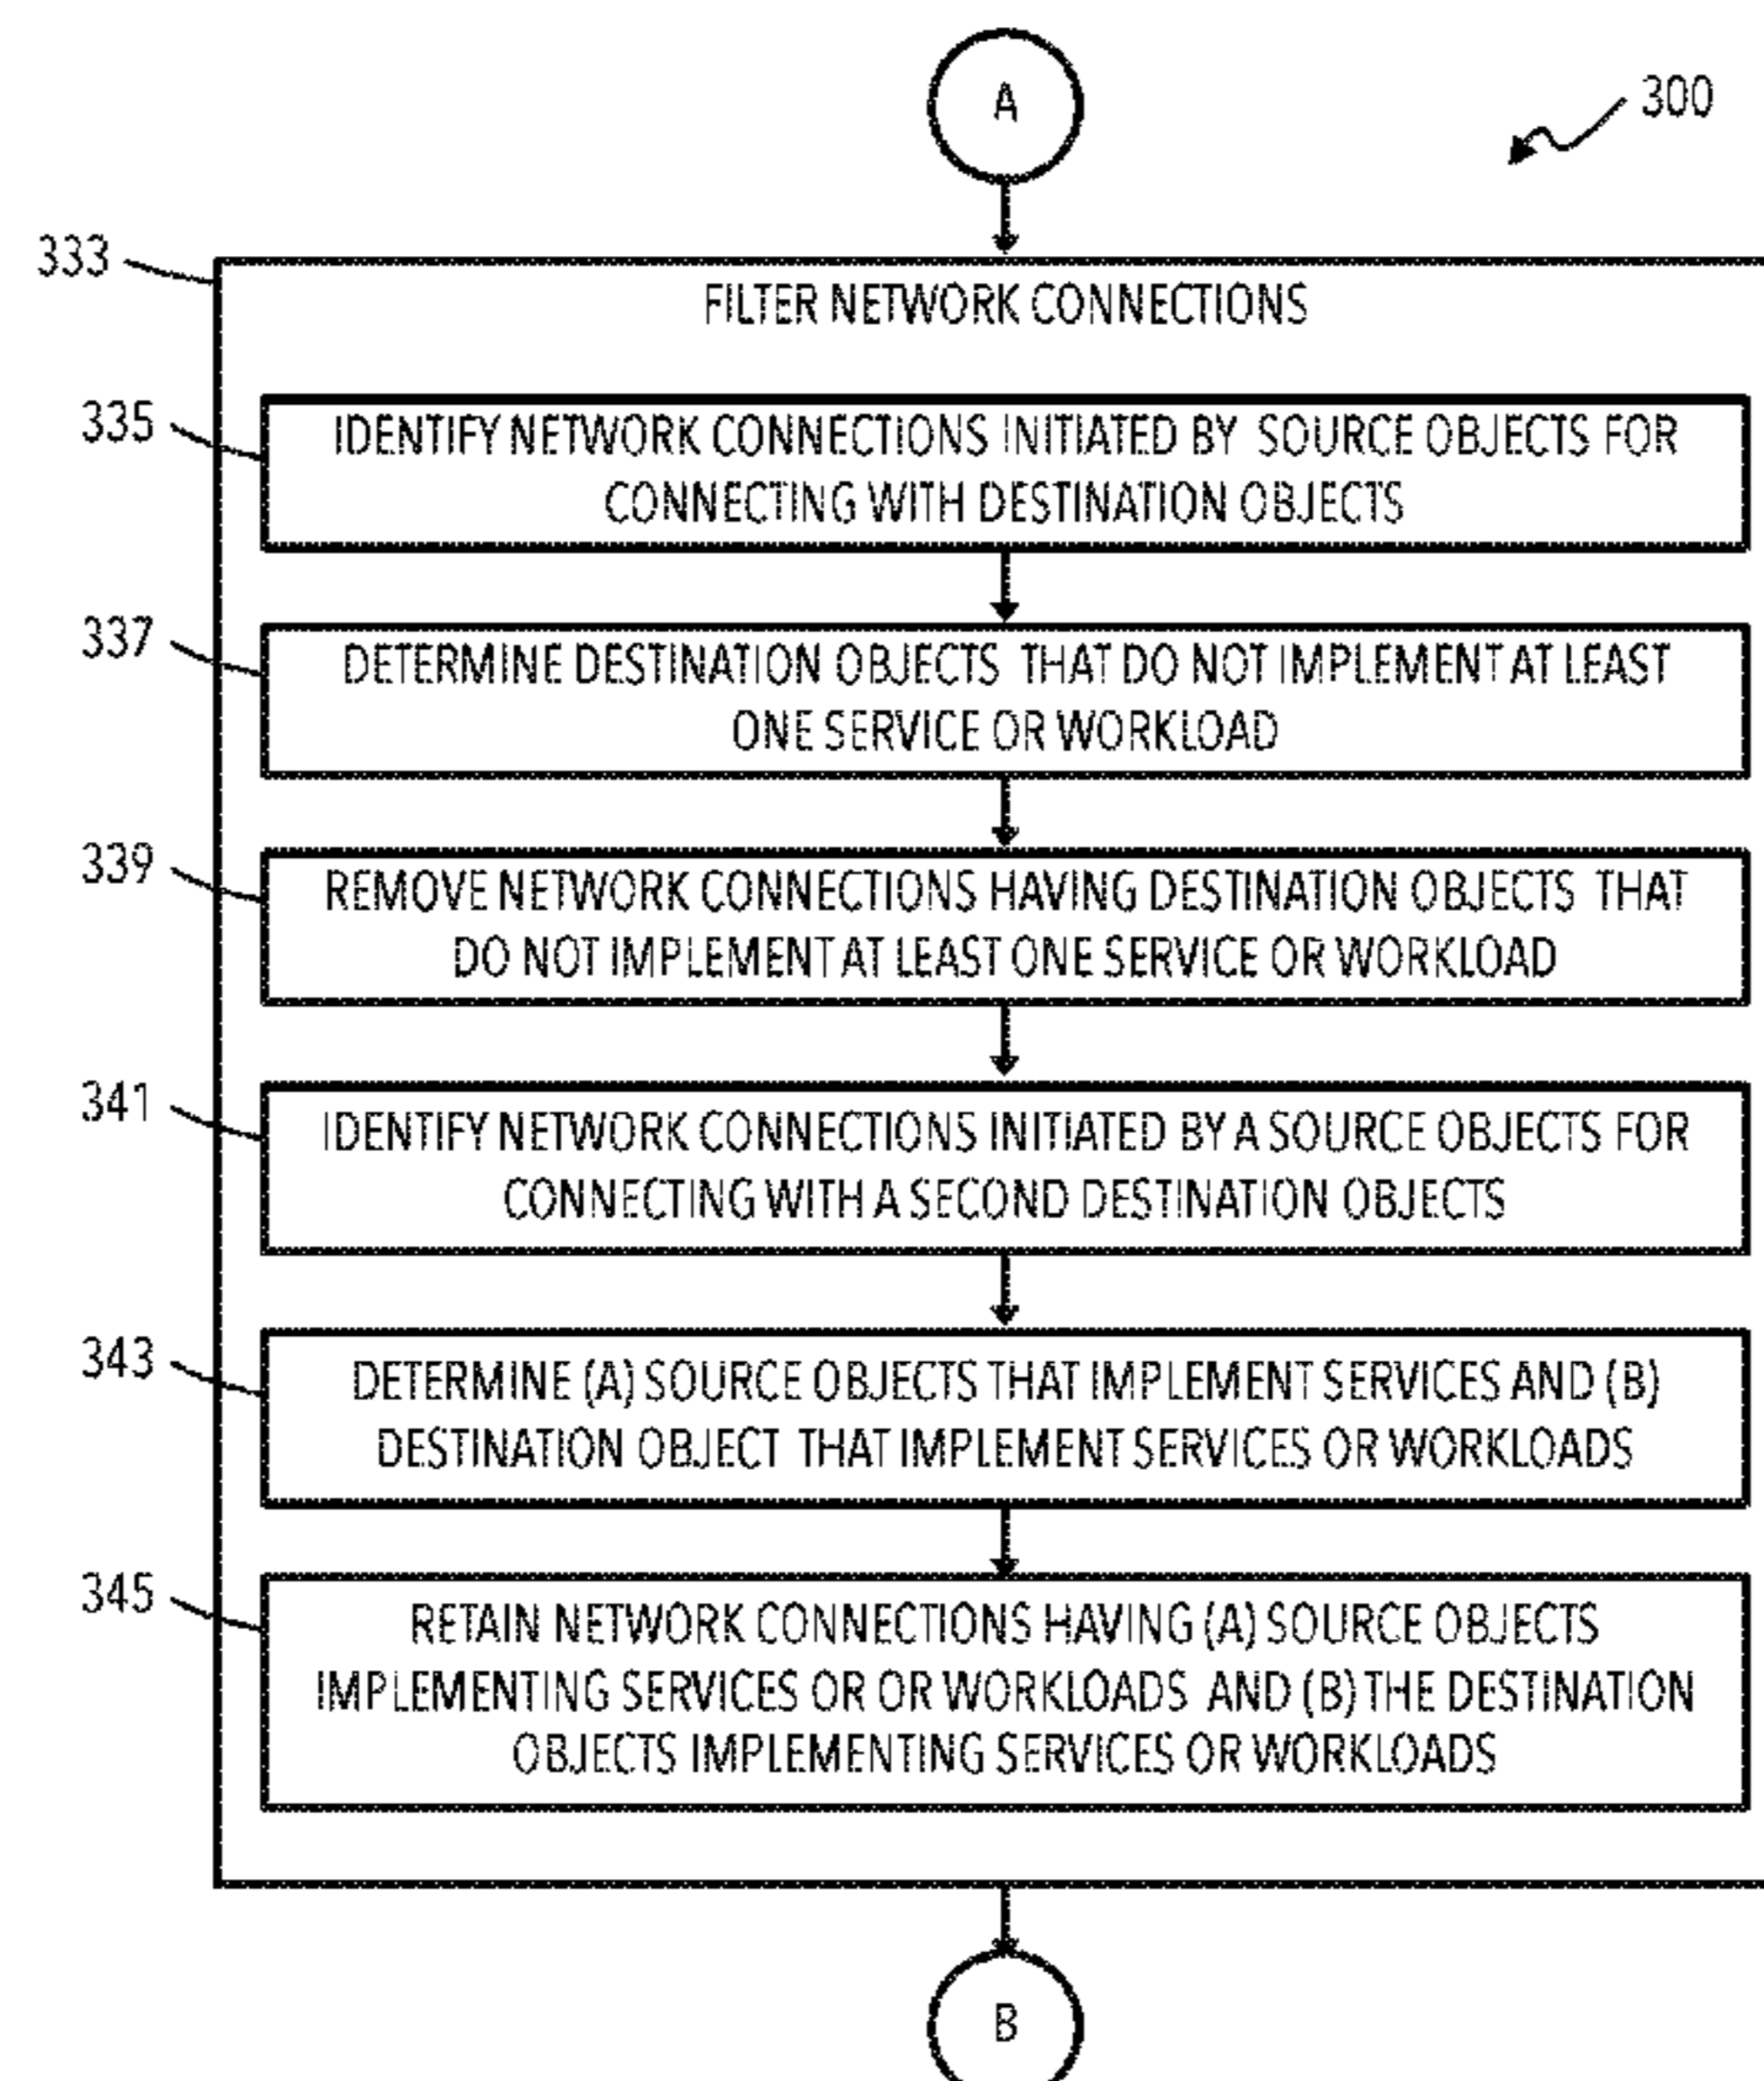 A
300
333
FILTER NETWORK CONNECTIONS
335
IDENTIFY NETWORK CONNECTIONS INITIATED BY SOURCE OBJECTS FOR
CONNECTING WITH DESTINATION OBJECTS
337
DETERMINE DESTINATION OBJECTS THAT DO NOT IMPLEMENT AT LEAST
ONE SERVICE OR WORKLOAD
339
REMOVE NETWORK CONNECTIONS HAVING DESTINATION OBJECTS THAT
DO NOT IMPLEMENT AT LEAST ONE SERVICE OR WORKLOAD
341
IDENTIFY NETWORK CONNECTIONS INITIATED BY A SOURCE OBJECTS FOR
CONNECTING WITH A SECOND DESTINATION OBJECTS
343
DETERMINE (A) SOURCE OBJECTS THAT IMPLEMENT SERVICES AND (B)
DESTINATION OBJECT THAT IMPLEMENT SERVICES OR WORKLOADS
345
RETAIN NETWORK CONNECTIONS HAVING (A) SOURCE OBJECTS
IMPLEMENTING SERVICES OR OR WORKLOADS AND (B) THE DESTINATION
OBJECTS IMPLEMENTING SERVICES OR WORKLOADS
B